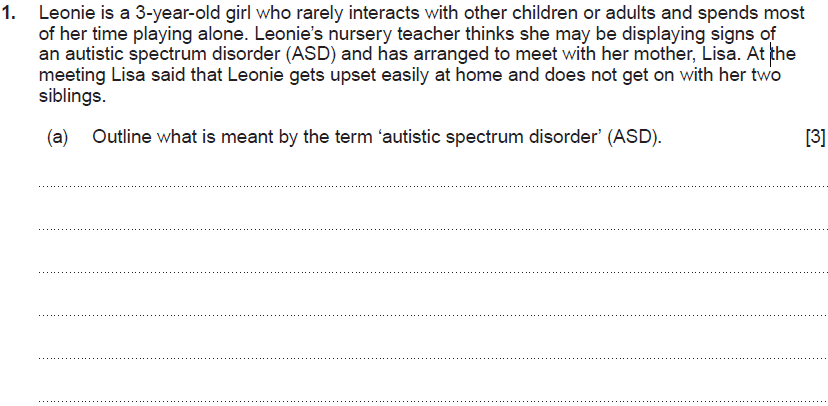 1. Leonie is a 3-year-old girl who rarely interacts with other children or adults and spends most
of her time playing alone. Leonie's nursery teacher thinks she may be displaying signs of
an autistic spectrum disorder (ASD) and has arranged to meet with her mother, Lisa. At the
meeting Lisa said that Leonie gets upset easily at home and does not get on with her two
siblings.
(a) Outline what is meant by the term 'autistic spectrum disorder' (ASD). [3]